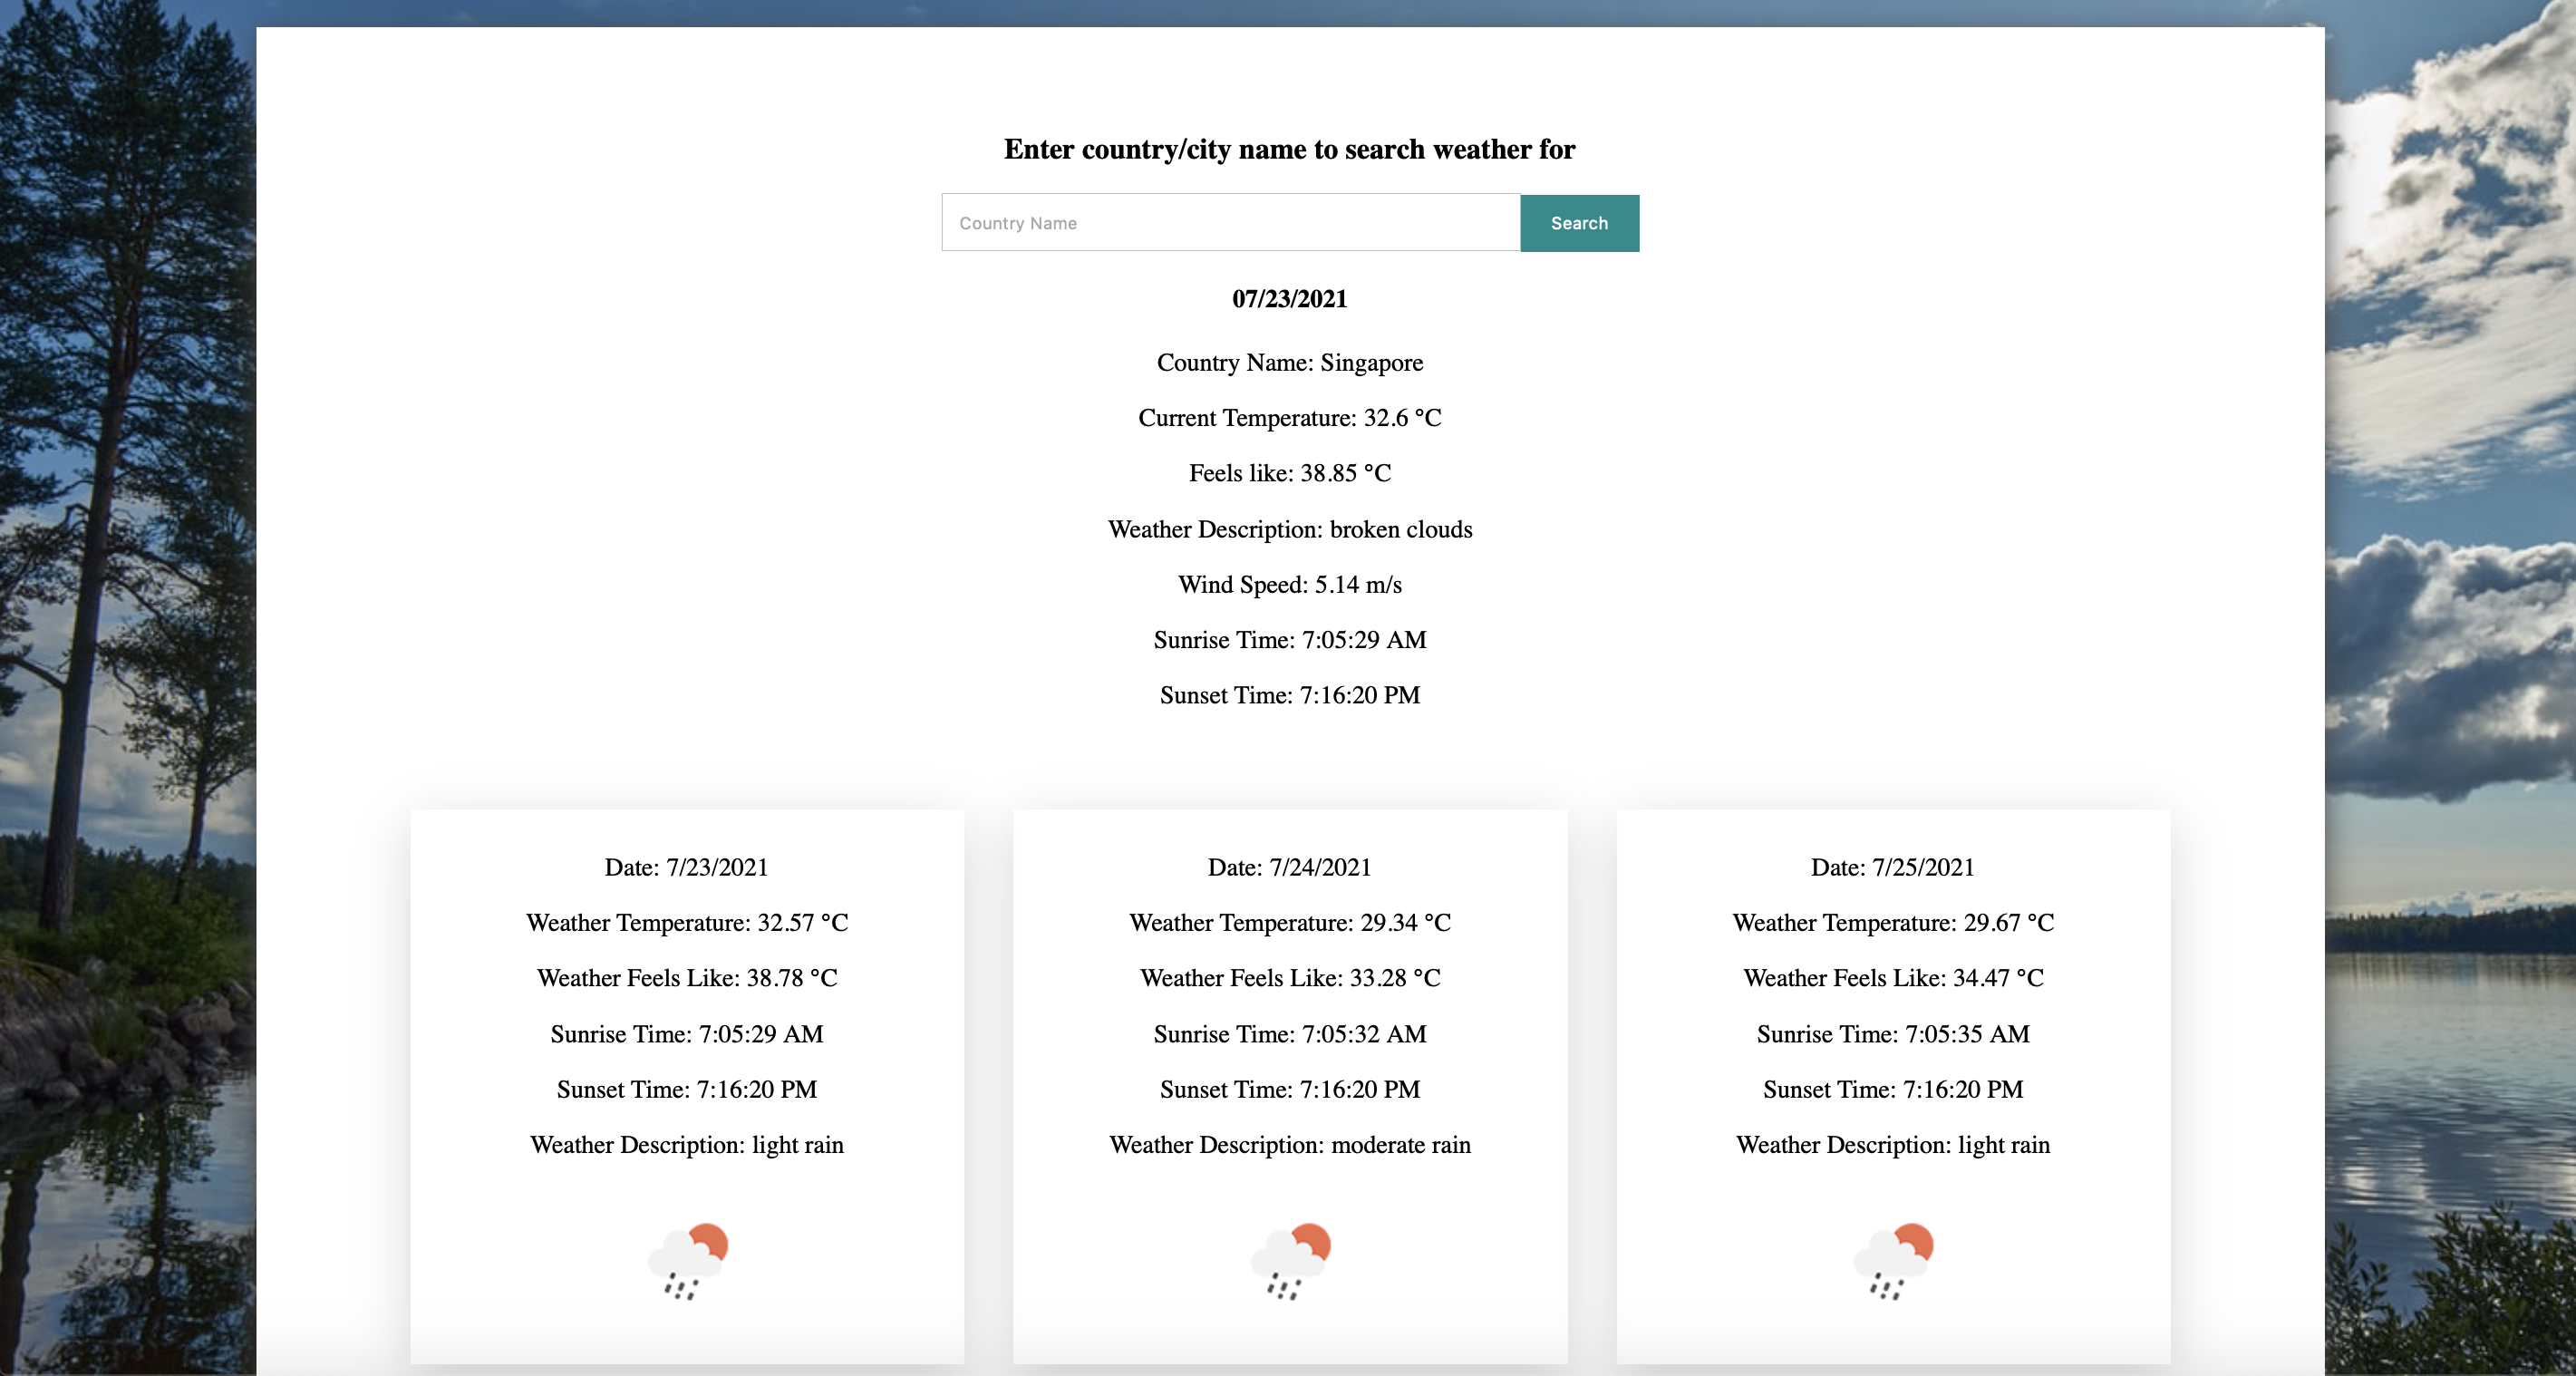 Enter country/city name to search weather for
Country Name
Search
07/23/2021
Country Name: Singapore
Current Temperature: 32.6 °C
Feels like: 38.85 °C
Weather Description: broken clouds
Wind Speed: 5.14 m/s
Sunrise Time: 7:05:29 AM
Sunset Time: 7:16:20 PM
Date: 7/23/2021
Weather Temperature: 32.57 °C
Weather Feels Like: 38.78 °C
Sunrise Time: 7:05:29 AM
Sunset Time: 7:16:20 PM
Weather Description: light rain
Date: 7/24/2021
Weather Temperature: 29.34 °C
Weather Feels Like: 33.28 °C
Sunrise Time: 7:05:32 AM
Sunset Time: 7:16:20 PM
Weather Description: moderate rain
Date: 7/25/2021
Weather Temperature: 29.67 °C
Weather Feels Like: 34.47 °C
Sunrise Time: 7:05:35 AM
Sunset Time: 7:16:20 PM
Weather Description: light rain